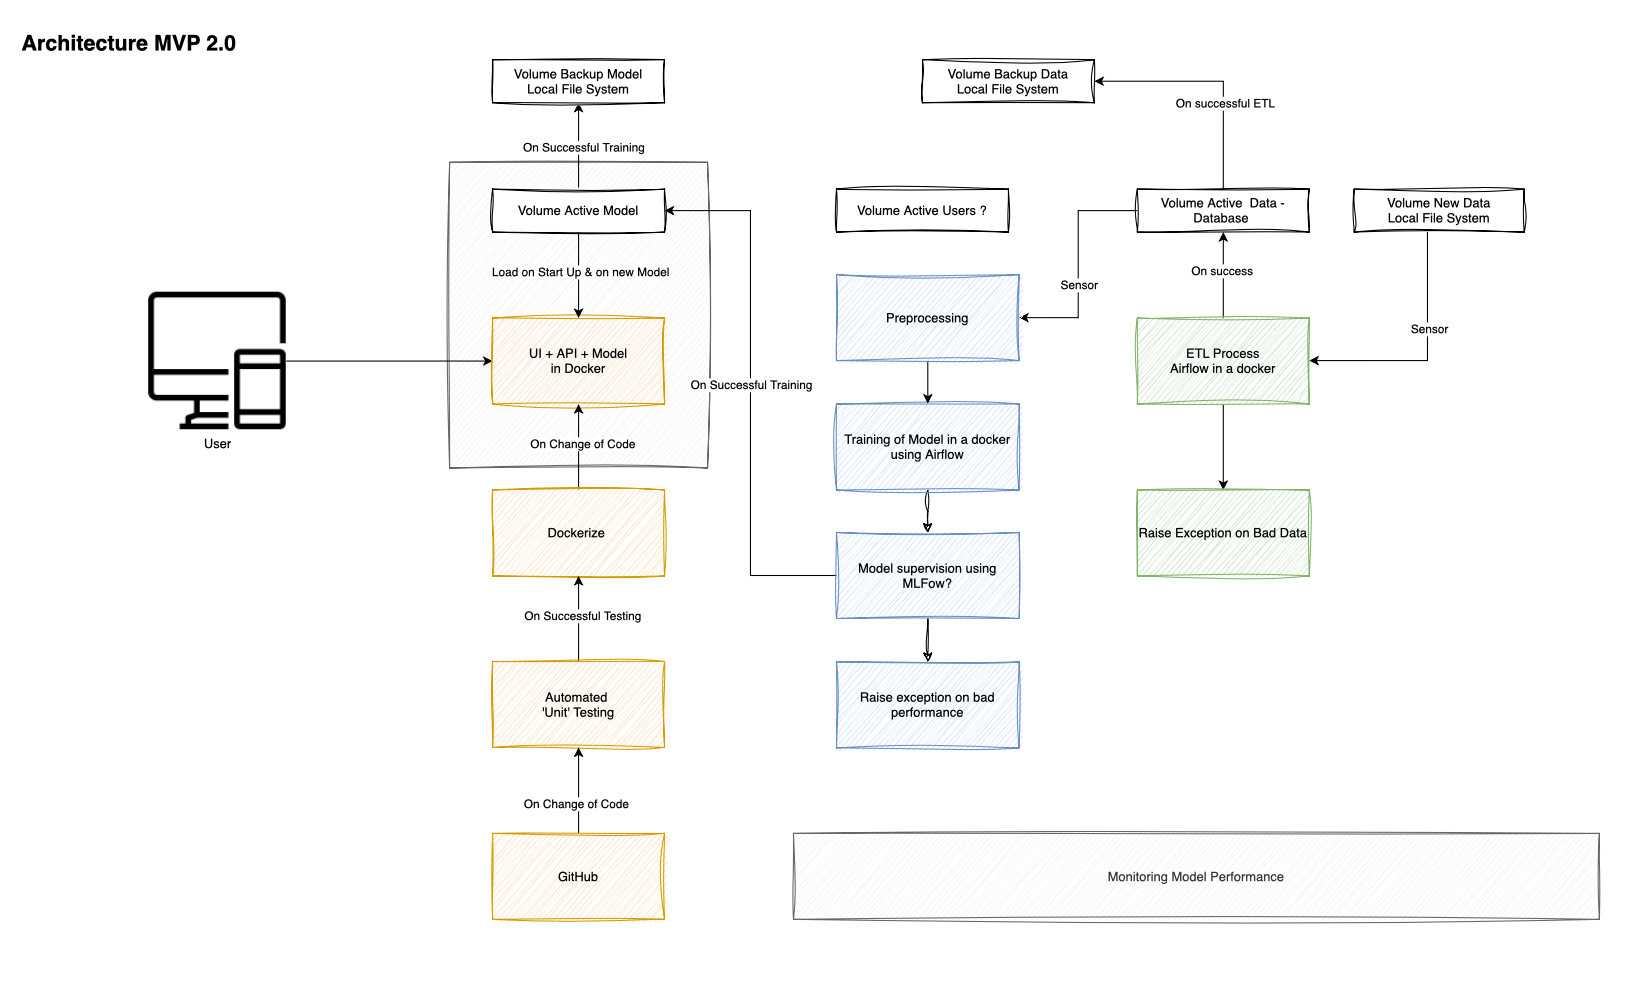 Architecture MVP 2.0
Volume Backup Model
Local File System
Volume Backup Data
Local File System
On successful ETL
On Successful Training
Volume Active Model
Volume Active Users ?
Volume Active  Data -
Database
Volume New Data
Local File System
Load on Start Up & on new Model
On success
Sensor
Preprocessing
Sensor
UI + API + Model
in Docker
ETL Process
Airflow in a docker
On Successful Training
User
On Change of Code
Training of Model in a docker
using Airflow
Dockerize
Raise Exception on Bad Data
Model supervision using
MLFow?
On Successful Testing
Automated
'Unit' Testing
Raise exception on bad
performance
On Change of Code
GitHub
Monitoring Model Performance